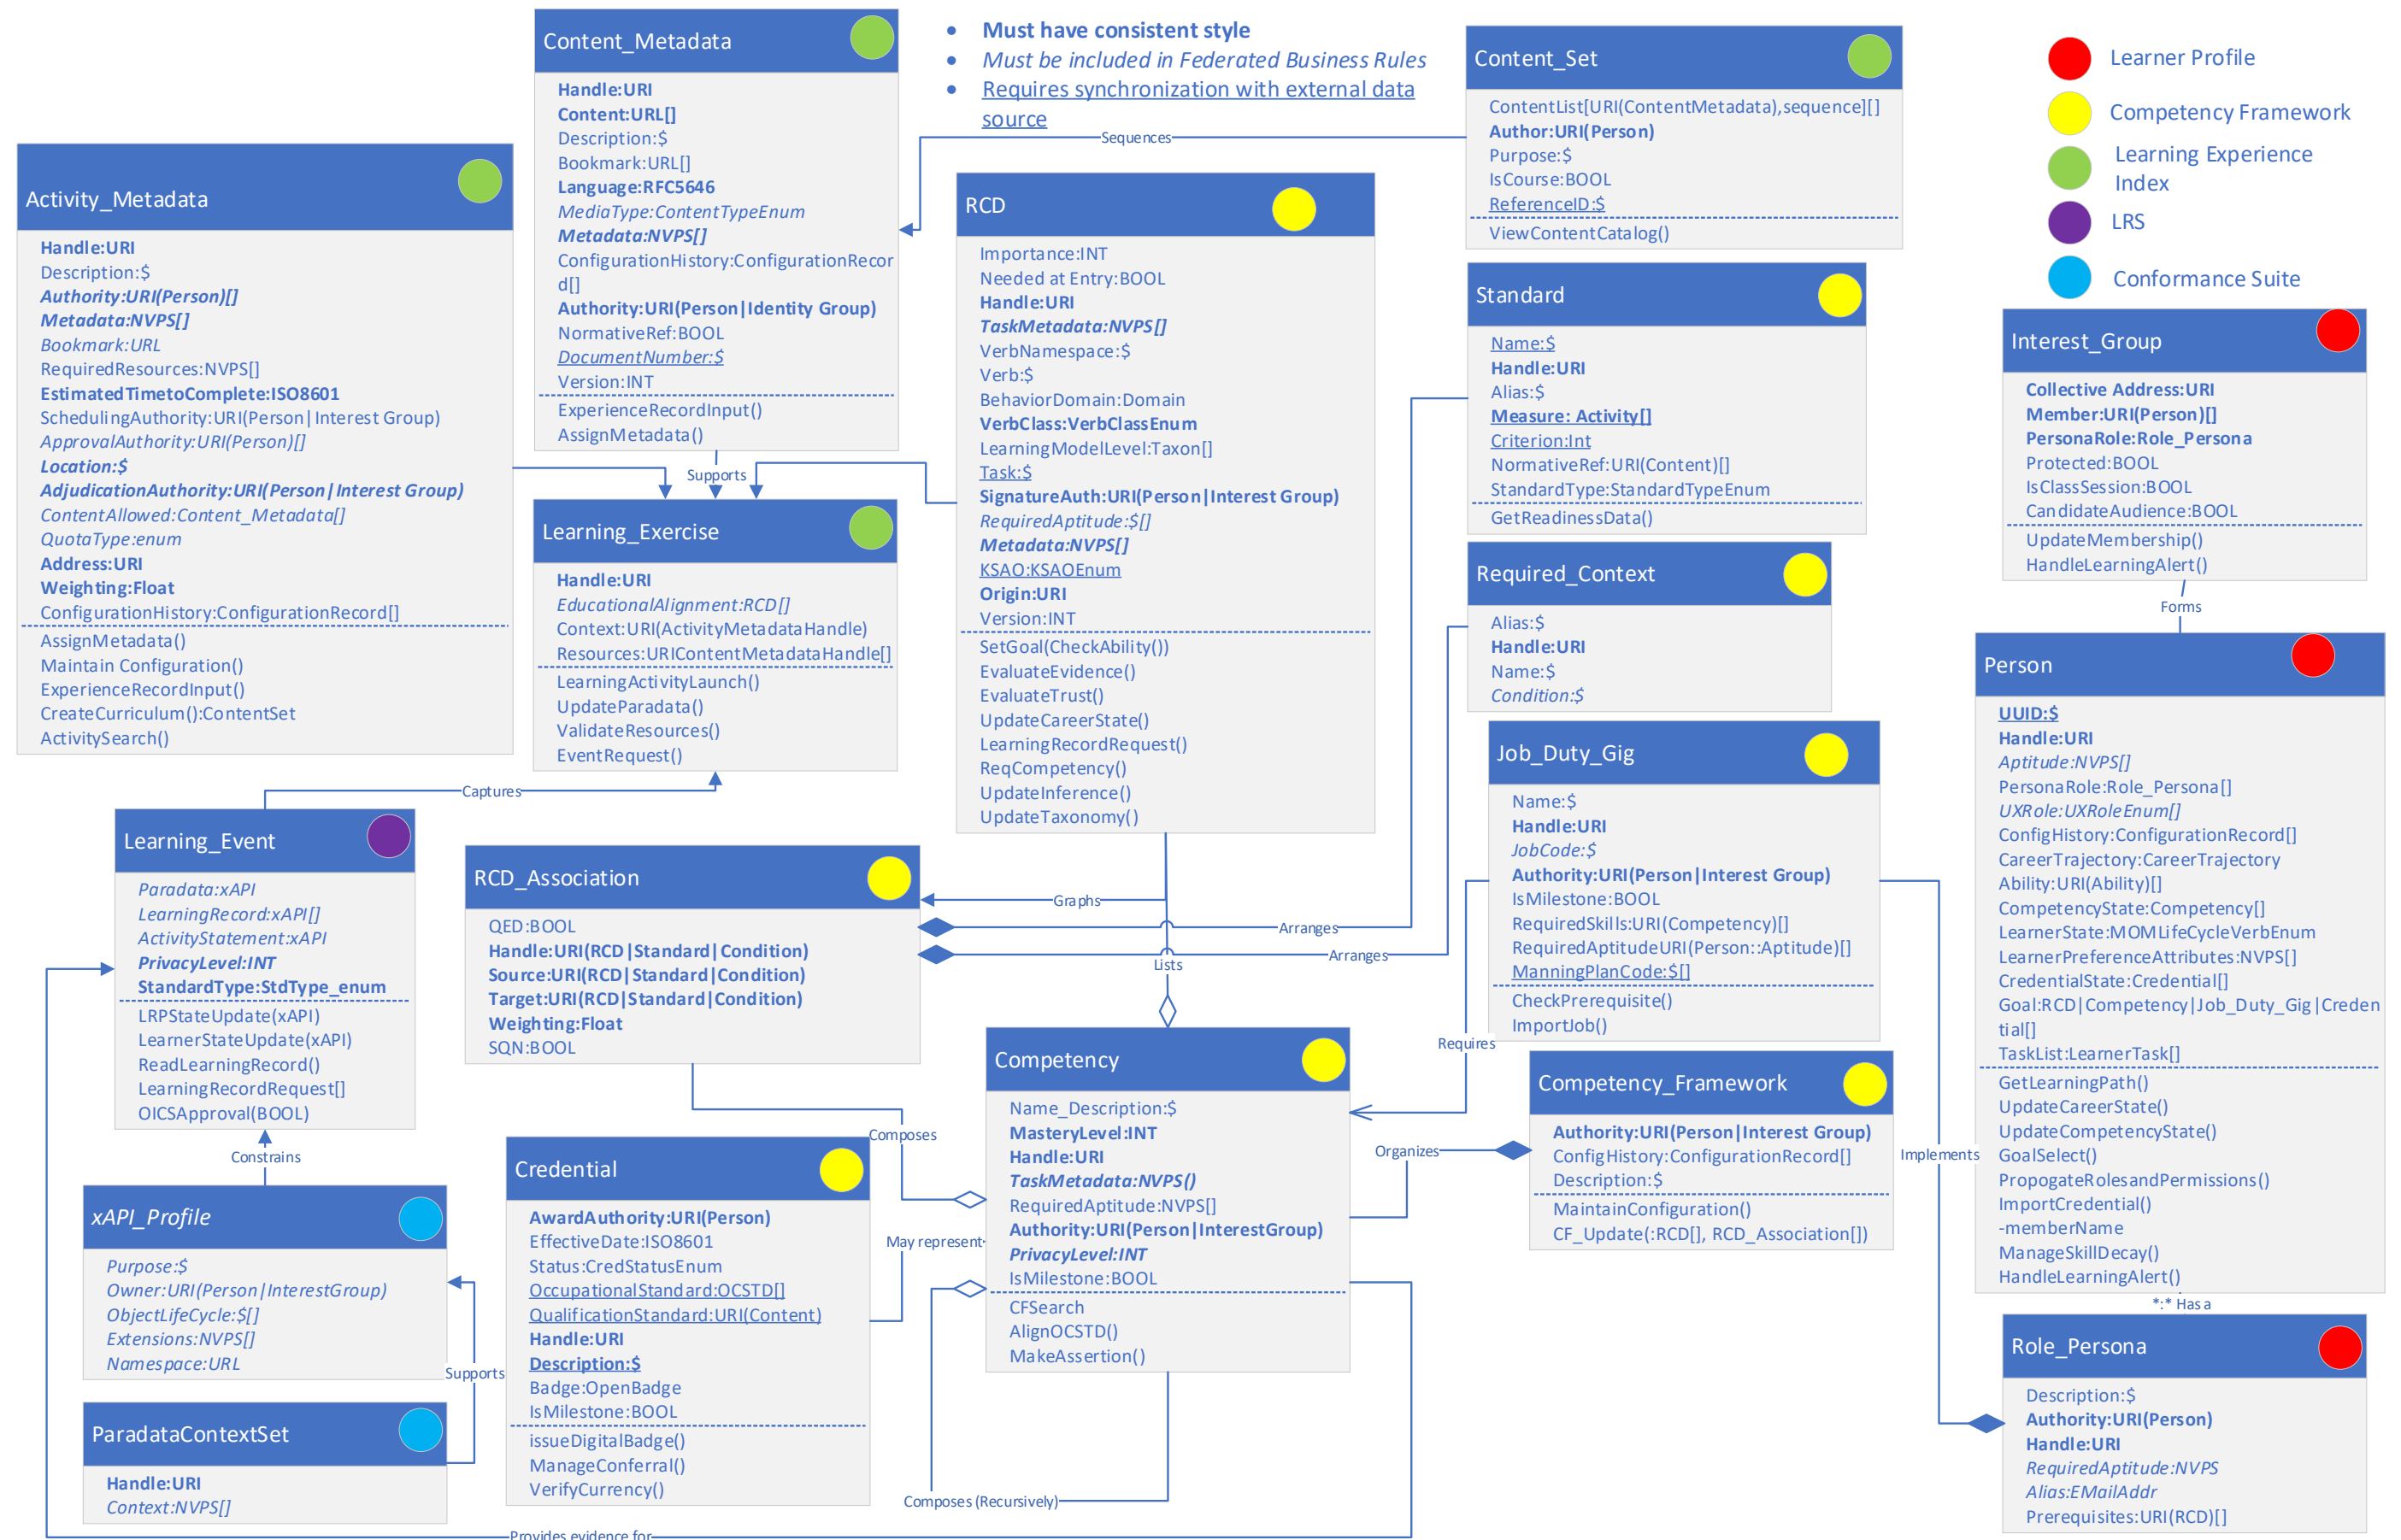 Content_Metadata
Handle:URI
Content:URL[]
Description:$
Bookmark:URL[]
Language:RFC5646
MediaType:ContentTypeEnum
Metadata:NVPS[]
ConfigurationHistory:ConfigurationRecor
d[]
Authority:URI(Person|Identity Group)
NormativeRef:BOOL
DocumentNumber:$
Version:INT
ExperienceRecordInput()
AssignMetadata()
Must have consistent style
Must be included in Federated Business Rules
Requires synchronization with external data
source
Sequences
Content_Set
ContentList[URI(ContentMetadata),sequence][]
Author:URI(Person)
Purpose:$
IsCourse:BOOL
ReferenceID:$
ViewContentCatalog()
Learner Profile
Competency Framework
Learning Experience
Index
LRS
Conformance Suite
Activity_Metadata
Handle:URI
Description:$
Authority:URI(Person)[]
Metadata:NVPS[]
Bookmark:URL
RequiredResources:NVPS[]
EstimatedTimetoComplete:ISO8601
SchedulingAuthority:URI(Person|Interest Group)
ApprovalAuthority:URI(Person)[]
Location:$
AdjudicationAuthority:URI(Person|Interest Group)
ContentAllowed:Content_Metadata[]
QuotaType:enum
Address:URI
Weighting:Float
ConfigurationHistory:ConfigurationRecord[]
AssignMetadata()
Maintain Configuration()
ExperienceRecordInput()
CreateCurriculum():ContentSet
ActivitySearch()
Supports
Learning_Exercise
Handle:URI
EducationalAlignment:RCD[]
Context:URI(ActivityMetadataHandle)
Resources:URIContentMetadataHandle[]
LearningActivityLaunch()
UpdateParadata()
ValidateResources()
EventRequest()
RCD
Importance:INT
Needed at Entry:BOOL
Handle:URI
TaskMetadata:NVPS[]
VerbNamespace:$
Verb:$
BehaviorDomain:Domain
VerbClass:VerbClassEnum
LearningModelLevel:Taxon[]
Task:$
SignatureAuth:URI(Person|Interest Group)
RequiredAptitude:$[]
Metadata:NVPS[]
KSAO:KSAOEnum
Origin:URI
Version:INT
SetGoal(CheckAbility())
EvaluateEvidence()
EvaluateTrust()
UpdateCareerState()
LearningRecordRequest()
ReqCompetency()
UpdateInference()
UpdateTaxonomy()
Standard
Name:$
Handle:URI
Alias:$
Measure: Activity[]
Criterion:Int
NormativeRef:URI(Content)[]
StandardType:StandardTypeEnum
GetReadinessData()
Required_Context
Alias:$
Handle:URI
Name:$
Condition:$
Interest_Group
Collective Address:URI
Member:URI(Person)[]
PersonaRole:Role_Persona
Protected:BOOL
IsClassSession:BOOL
CandidateAudience:BOOL
UpdateMembership()
HandleLearningAlert()
Forms
Person
UUID:$
Handle:URI
Aptitude:NVPS[]
PersonaRole:Role_Persona[]
UXRole:UXRoleEnum[]
ConfigHistory:ConfigurationRecord[]
CareerTrajectory:CareerTrajectory
Ability:URI(Ability)[]
CompetencyState:Competency[]
LearnerState:MOMLifeCycleVerbEnum
LearnerPreferenceAttributes:NVPS[]
CredentialState:Credential[]
Goal:RCD|Competency|Job_Duty_Gig|Creden
tial[]
TaskList:LearnerTask[]
GetLearningPath()
UpdateCareerState()
UpdateCompetencyState()
GoalSelect()
PropogateRolesandPermissions()
ImportCredential()
-memberName
ManageSkillDecay()
HandleLearningAlert()
*:* Has a
Role_Persona
Description:$
Authority:URI(Person)
Handle:URI
RequiredAptitude:NVPS
Alias:EMailAddr
Prerequisites:URI(RCD)[]
Job_Duty_Gig
Name:$
Handle:URI
JobCode:$
Authority:URI(Person|Interest Group)
IsMilestone:BOOL
RequiredSkills:URI(Competency)[]
RequiredAptitudeURI(Person::Aptitude)[]
ManningPlanCode:$[]
CheckPrerequisite()
ImportJob()
Requires
Implements
Competency_Framework
Authority:URI(Person|Interest Group)
ConfigHistory:ConfigurationRecord[]
Description:$
MaintainConfiguration()
CF_Update(:RCD[], RCD_Association[])
Organizes
Captures
Learning_Event
Paradata:xAPI
LearningRecord:xAPI[]
ActivityStatement:xAPI
PrivacyLevel:INT
StandardType:StdType_enum
LRPStateUpdate(xAPI)
LearnerStateUpdate(xAPI)
ReadLearningRecord()
LearningRecordRequest[]
OICSApproval(BOOL)
Constrains
xAPI_Profile
Purpose:$
Owner:URI(Person|InterestGroup)
ObjectLifeCycle:$[]
Extensions:NVPS[]
Namespace:URL
Supports
ParadataContextSet
Handle:URI
Context:NVPS[]
RCD_Association
QED:BOOL
Handle:URI(RCD|Standard|Condition)
Source:URI(RCD|Standard|Condition)
Target:URI(RCD|Standard|Condition)
Weighting:Float
SQN:BOOL
Graphs
Arranges
Arranges
Lists
Composes
Credential
AwardAuthority:URI(Person)
EffectiveDate:ISO8601
Status:CredStatusEnum
OccupationalStandard:OCSTD[]
QualificationStandard:URI(Content)
Handle:URI
Description:$
Badge:OpenBadge
IsMilestone:BOOL
issueDigitalBadge()
ManageConferral()
VerifyCurrency()
May represent
Competency
Name_Description:$
MasteryLevel:INT
Handle:URI
TaskMetadata:NVPS()
RequiredAptitude:NVPS[]
Authority:URI(Person|InterestGroup)
PrivacyLevel:INT
IsMilestone:BOOL
CFSearch
AlignOCSTD()
MakeAssertion()
Composes (Recursively)
Provides evidence for